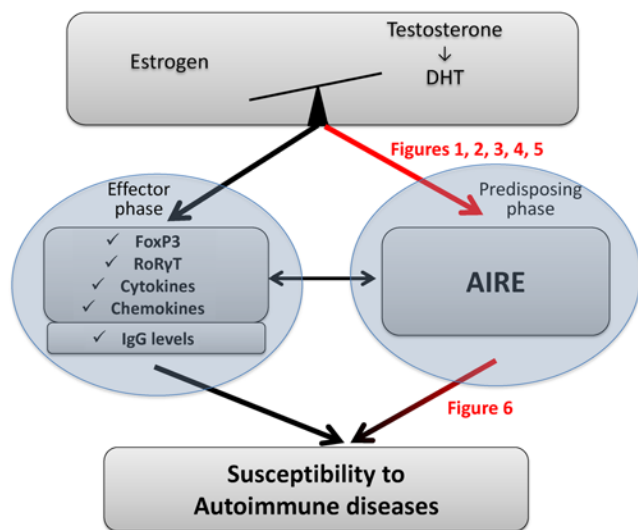 Estrogen
Testosterone
↓
DHT
Figures 1, 2, 3, 4, 5
Effector
phase
✓ FoxP3
✓ RoRγT
✓ Cytokines
✓ Chemokines
✓ IgG levels
Predisposing
phase
AIRE
Figure 6
Susceptibility to
Autoimmune diseases